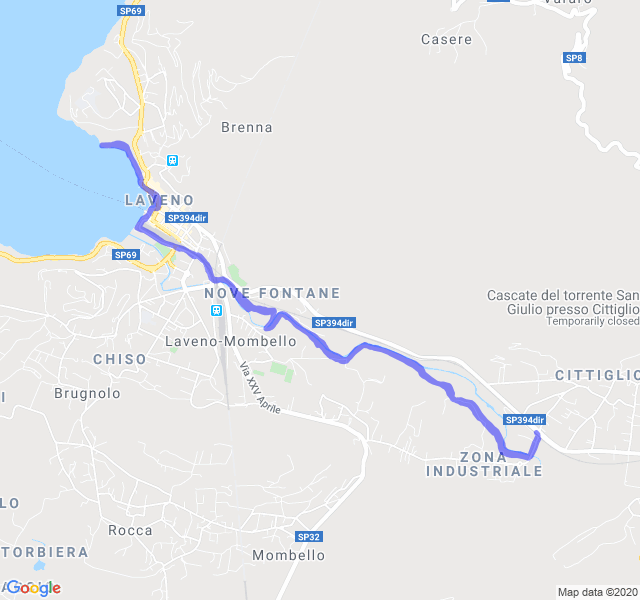 SP69
Vararo
Casere
SP8
Brenna
LAVENO
SP394dir
SP69
NOVE FONTANE
Cascate del torrente San
Giulio presso Cittiglio
Temporarily closed
SP394dir
Laveno-Mombello
CHISO
CITTIGLIO
Via XXV Aprile
Brugnolo
SP394dir
ZONA
INDUSTRIALE
LO
Rocca
SP32
TORBIERA
Mombello
Google
Map data ©2020